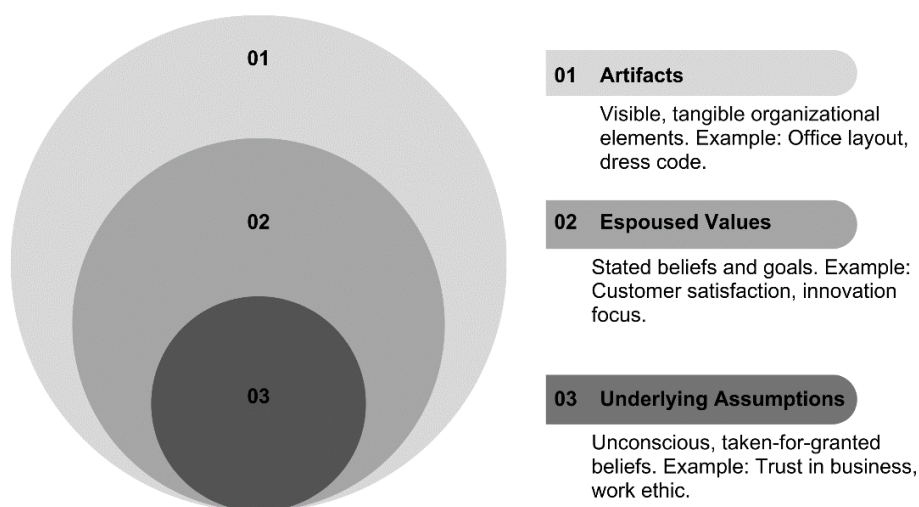 01
02
03
01 Artifacts
Visible, tangible organizational
elements. Example: Office layout,
dress code.
02 Espoused Values
Stated beliefs and goals. Example:
Customer satisfaction, innovation
focus.
03 Underlying Assumptions
Unconscious, taken-for-granted
beliefs. Example: Trust in business,
work ethic.